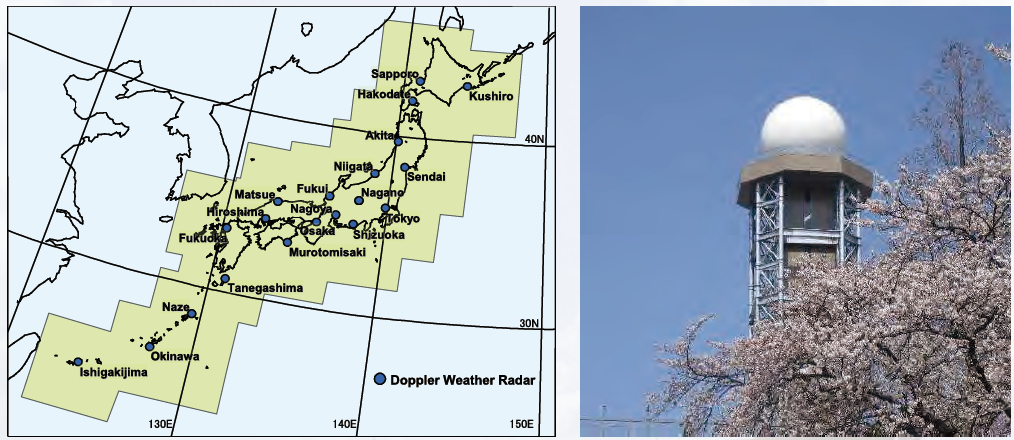 Sapporo
Hakodate
Kushiro
Akita
40N
Niigata
Sendai
Fukui
Nagano
Matsue
Nagoya
Hiroshima
Tokyo
Osaka
Shizuoka
Fukuoka
Murotomisaki
Tanegashima
Naze
30N
Okinawa
Ishigakijima
Doppler Weather Radar
130E
140E
150E